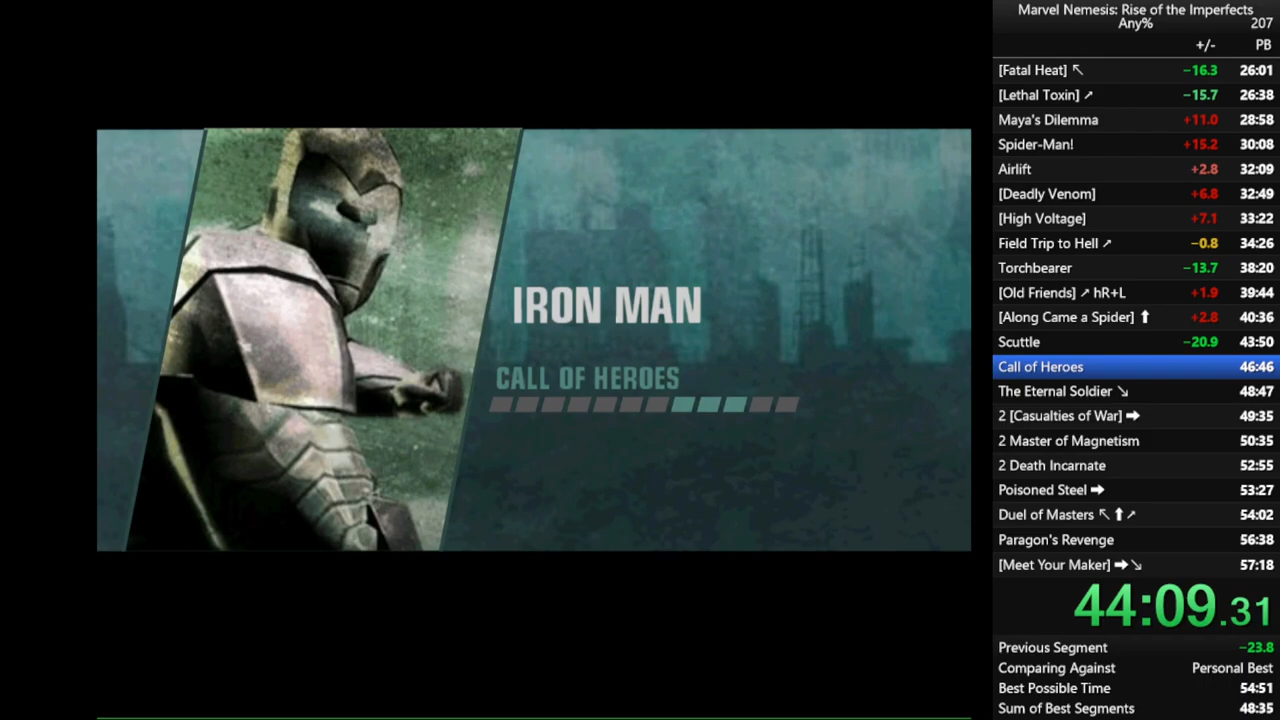 Marvel Nemesis: Rise of the Imperfects
Any% 207
+/- PB
[Fatal Heat] ↖ −16.3 26:01
[Lethal Toxin] ↗ −15.7 26:38
Maya's Dilemma +11.0 28:58
Spider-Man! +15.2 30:08
Airlift +2.8 32:09
[Deadly Venom] +6.8 32:49
[High Voltage] +7.1 33:22
Field Trip to Hell ↗ −0.8 34:26
Torchbearer −13.7 38:20
[Old Friends] ↗ hR+L +1.9 39:44
[Along Came a Spider] ⬆ +2.8 40:36
Scuttle −20.9 43:50
Call of Heroes 46:46
The Eternal Soldier ↘ 48:47
2 [Casualties of War] ➡ 49:35
2 Master of Magnetism 50:35
2 Death Incarnate 52:55
Poisoned Steel ➡ 53:27
Duel of Masters ↖⬆↗ 54:02
Paragon's Revenge 56:38
[Meet Your Maker] ➡↘ 57:18
44:09.31
Previous Segment −23.8
Comparing Against Personal Best
Best Possible Time 54:51
Sum of Best Segments 48:35
IRON MAN
CALL OF HEROES